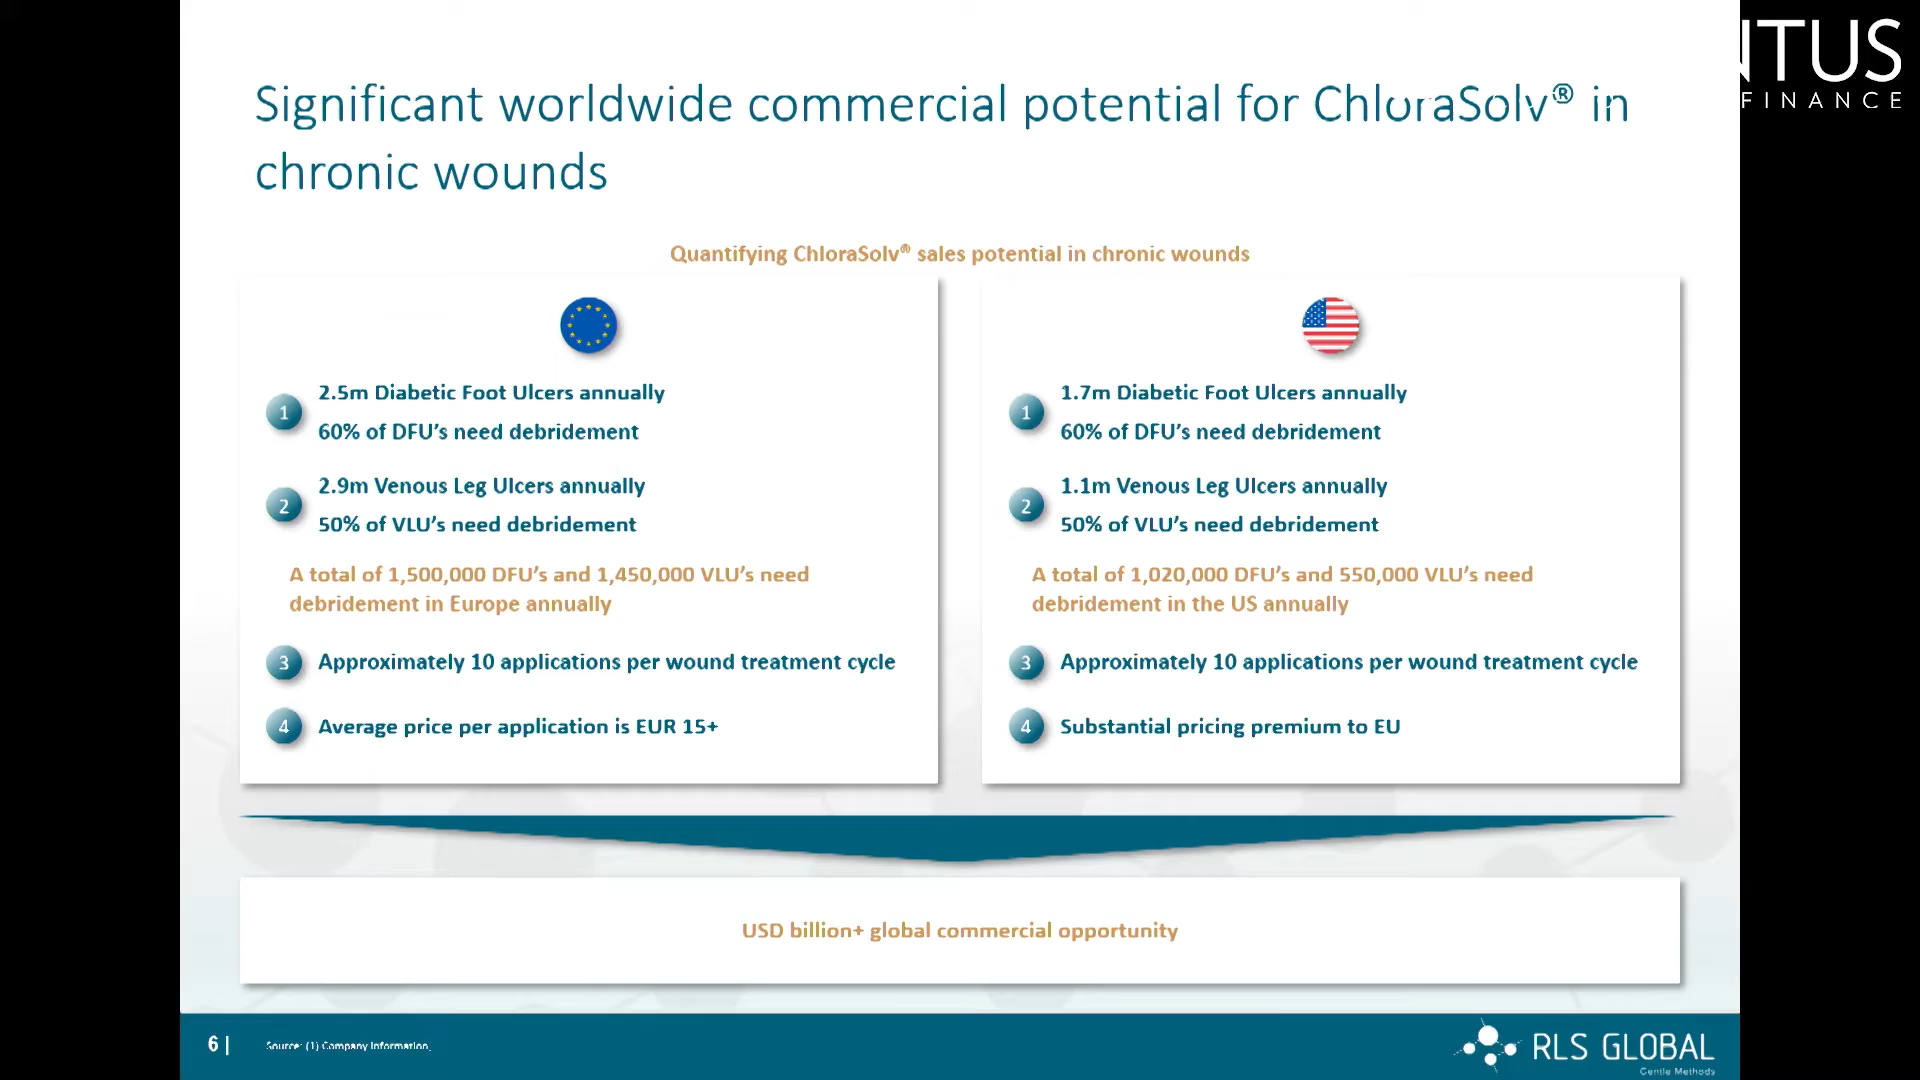 Significant worldwide commercial potential for ChloraSolv® in
chronic wounds
NTUS
FINANCE
Quantifying ChloraSolv® sales potential in chronic wounds
1
2.5m Diabetic Foot Ulcers annually
60% of DFU's need debridement
2
2.9m Venous Leg Ulcers annually
50% of VLU's need debridement
A total of 1,500,000 DFU's and 1,450,000 VLU's need
debridement in Europe annually
3
Approximately 10 applications per wound treatment cycle
4
Average price per application is EUR 15+
1
1.7m Diabetic Foot Ulcers annually
60% of DFU's need debridement
2
1.1m Venous Leg Ulcers annually
50% of VLU's need debridement
A total of 1,020,000 DFU's and 550,000 VLU's need
debridement in the US annually
3
Approximately 10 applications per wound treatment cycle
4
Substantial pricing premium to EU
USD billion+ global commercial opportunity
6 |
Source: (1) Company Information,
RLS GLOBAL
Gentle Methods